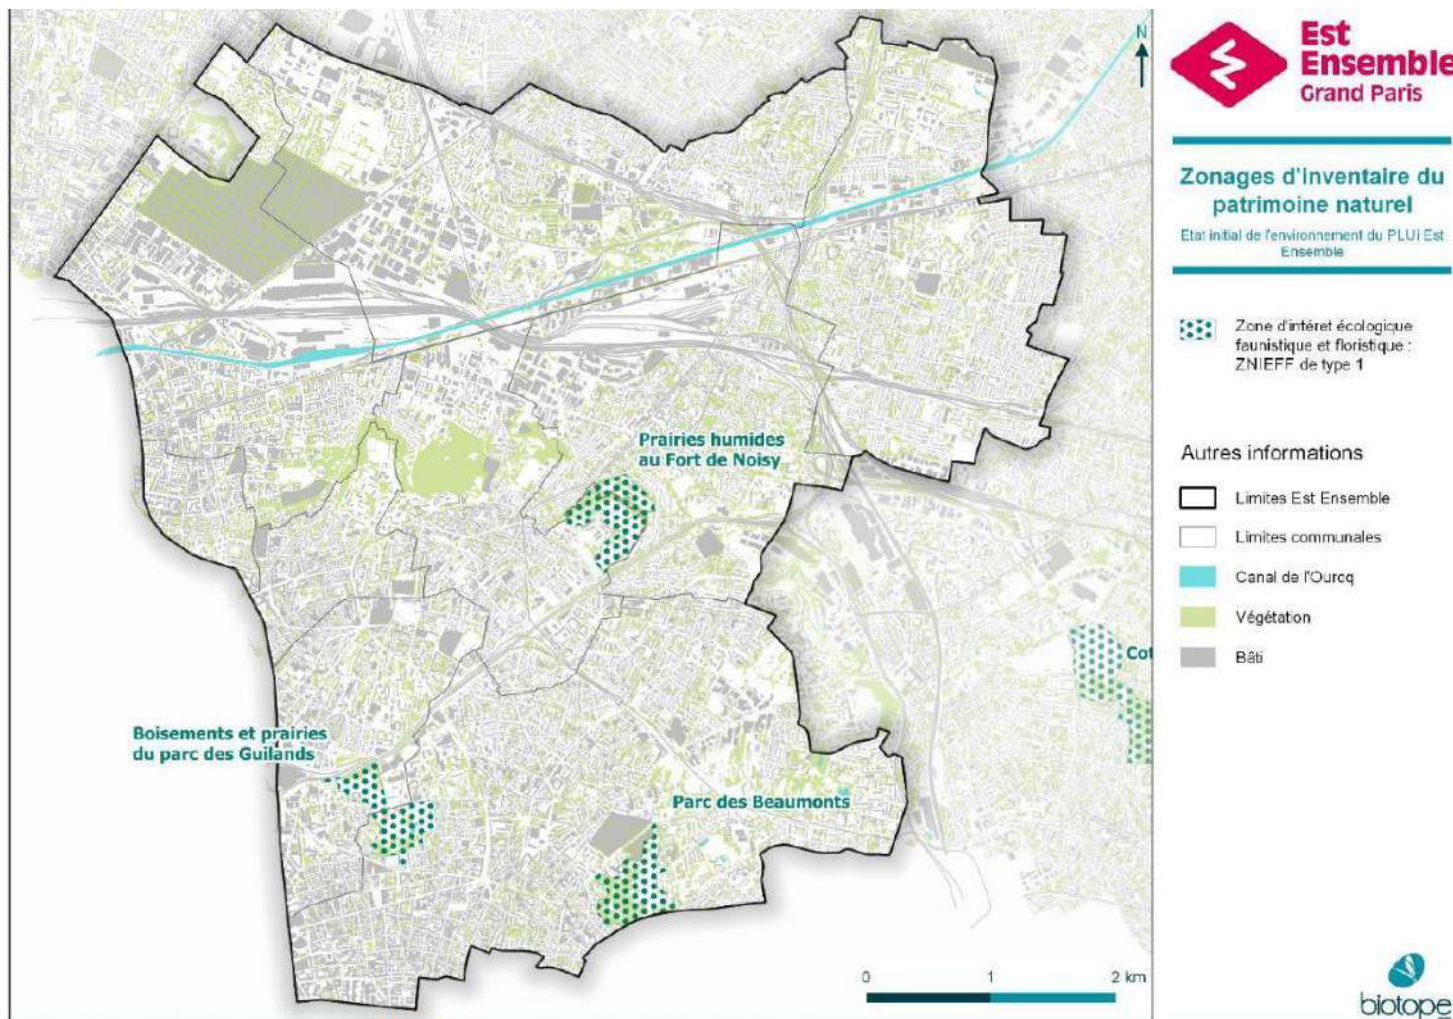 N
Est
Ensemble
Grand Paris
Zonages d'inventaire du
patrimoine naturel
Etat initial de l'environnement du PLUi Est
Ensemble
Zone d'intéret écologique
faunistique et floristique :
ZNIEFF de type 1
Autres informations
Limites Est Ensemble
Limites communales
Canal de l'Ourcq
Végétation
Bâti
Prairies humides
au Fort de Noisy
Cot
Boisements et prairies
du parc des Guilands
Parc des Beaumonts
0 1 2 km
biotope